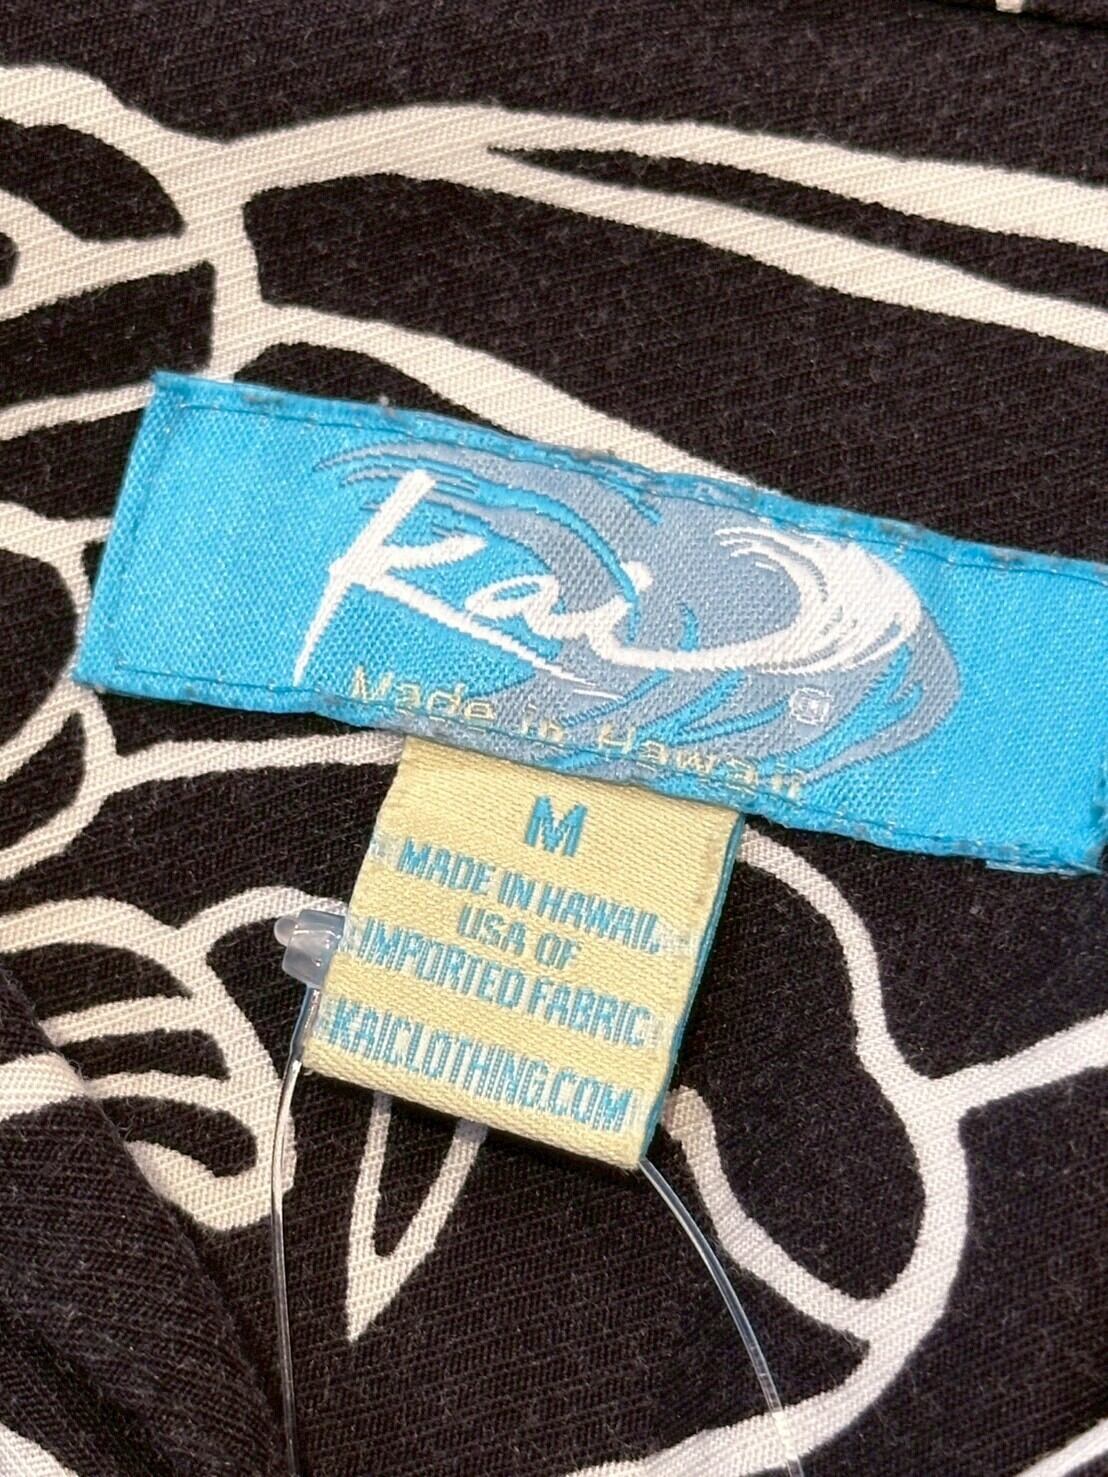 Kai
Made in Hawaii
M
MADE IN HAWAII,
USA OF
IMPORTED FABRIC
KAICLOTHING.COM